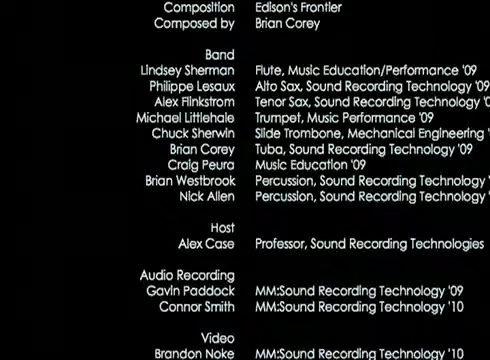 Composition Edison's Frontier
Composed by Brian Corey
Band
Lindsey Sherman Flute, Music Education/Performance '09
Philippe Lesaux Alto Sax, Sound Recording Technology '09
Alex Flinkstrom Tenor Sax, Sound Recording Technology '0
Michael Littlehale Trumpet, Music Performance '09
Chuck Sherwin Slide Trombone, Mechanical Engineering '
Brian Corey Tuba, Sound Recording Technology '09
Craig Peura Music Education '09
Brian Westbrook Percussion, Sound Recording Technology '
Nick Allen Percussion, Sound Recording Technology '
Host
Alex Case Professor, Sound Recording Technologies
Audio Recording
Gavin Paddock MM:Sound Recording Technology '09
Connor Smith MM:Sound Recording Technology '10
Video
Brandon Noke MM:Sound Recording Technology '10